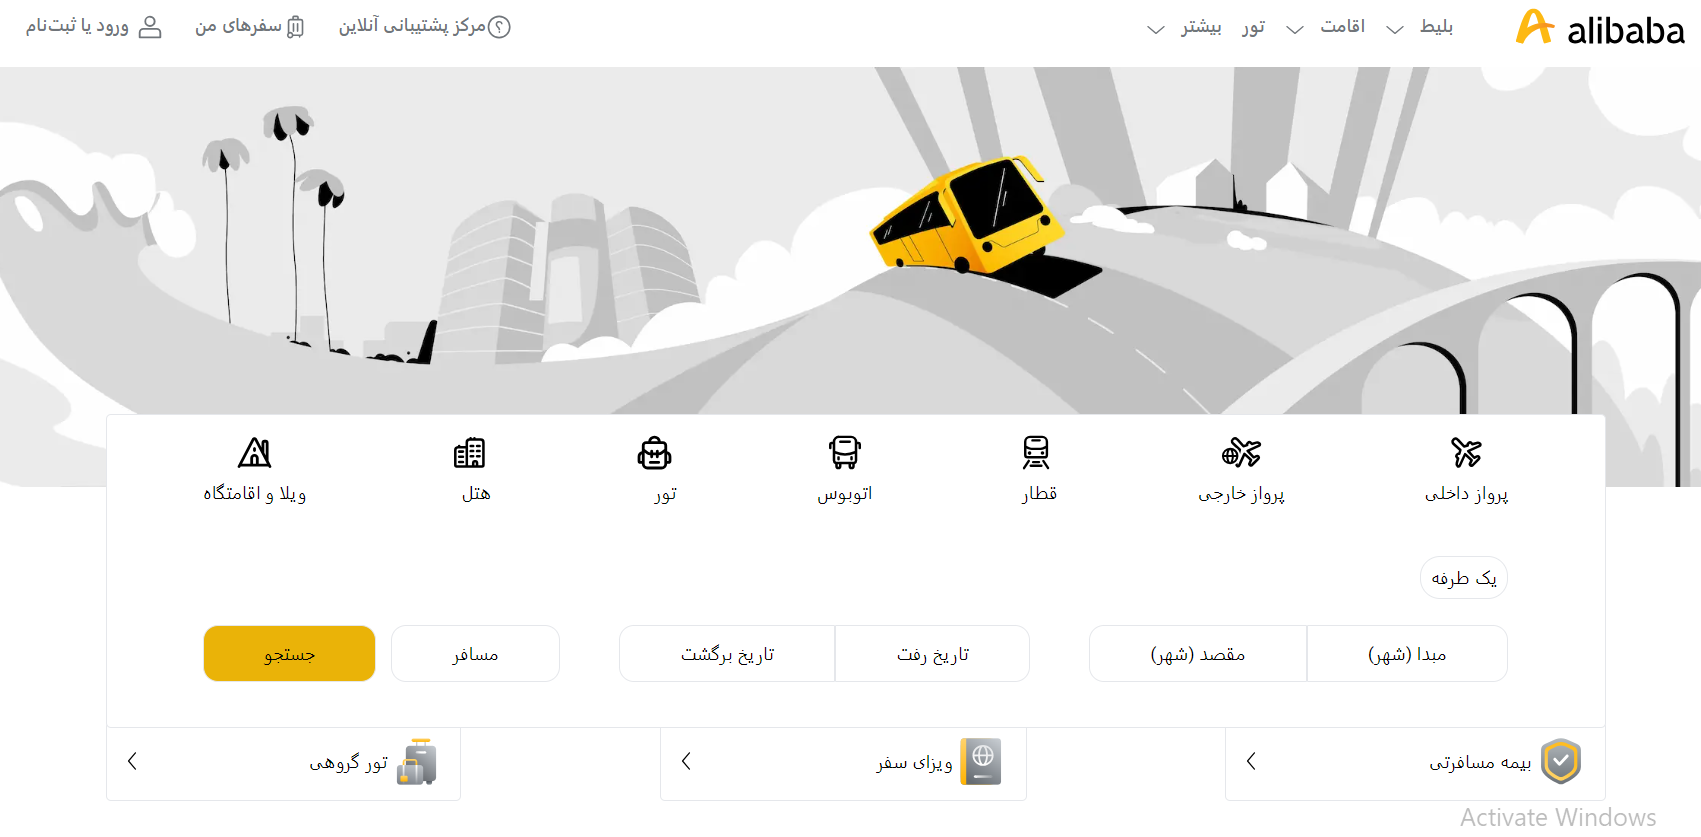 alibaba
بلیط
اقامت
تور
بیشتر
مرکز پشتیبانی آنلاین
سفرهای من
ورود یا ثبت‌نام
پرواز داخلی
پرواز خارجی
قطار
اتوبوس
تور
هتل
ویلا و اقامتگاه
یک طرفه
مبدا (شهر)
مقصد (شهر)
تاریخ رفت
تاریخ برگشت
مسافر
جستجو
بیمه مسافرتی
ویزای سفر
تور گروهی
Activate Windows